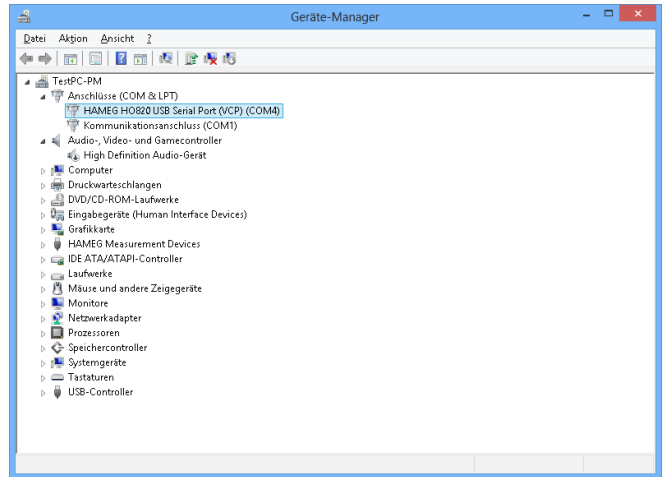 Geräte-Manager
Datei Aktion Ansicht ?
TestPC-PM
Anschlüsse (COM & LPT)
HAMEG HO820 USB Serial Port (VCP) (COM4)
Kommunikationsanschluss (COM1)
Audio-, Video- und Gamecontroller
High Definition Audio-Gerät
Computer
Druckwarteschlangen
DVD/CD-ROM-Laufwerke
Eingabegeräte (Human Interface Devices)
Grafikkarte
HAMEG Measurement Devices
IDE ATA/ATAPI-Controller
Laufwerke
Mäuse und andere Zeigegeräte
Monitore
Netzwerkadapter
Prozessoren
Speichercontroller
Systemgeräte
Tastaturen
USB-Controller